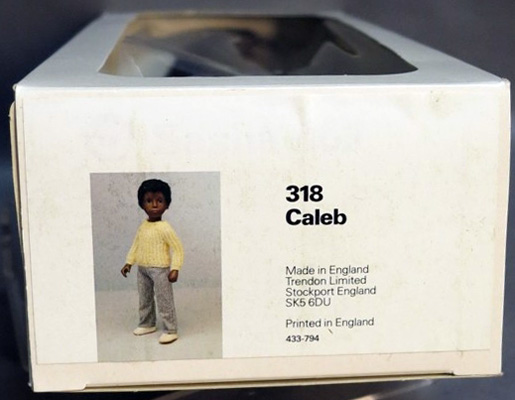 318
Caleb
Made in England
Trendon Limited
Stockport England
SK5 6DU
Printed in England
433-794